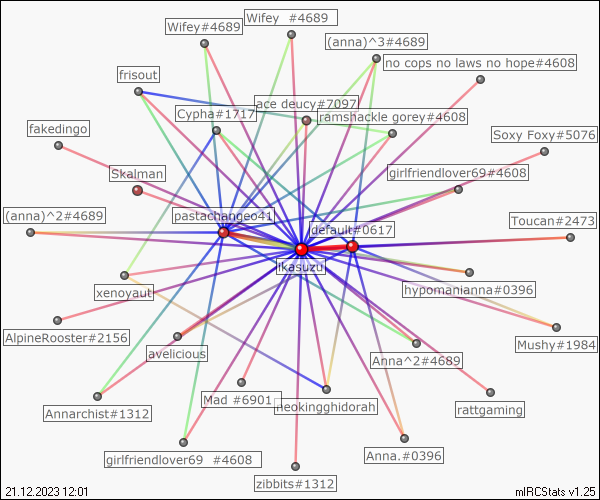 Wifey#4689
Wifey  #4689
(anna)^3#4689
no cops no laws no hope#4608
frisout
Cypha#1717
ace deucy#7097
ramshackle gorey#4608
fakedingo
Soxy Foxy#5076
Skalman
girlfriendlover69#4608
(anna)^2#4689
pastachangeo41
default#0617
Toucan#2473
ikasuzu
xenoyaut
hypomanianna#0396
AlpineRooster#2156
avelicious
Anna^2#4689
Mushy#1984
Annarchist#1312
Mad #6901
neokingghidorah
rattgaming
girlfriendlover69  #4608
Anna.#0396
zibbits#1312
21.12.2023 12:01
mIRCStats v1.25